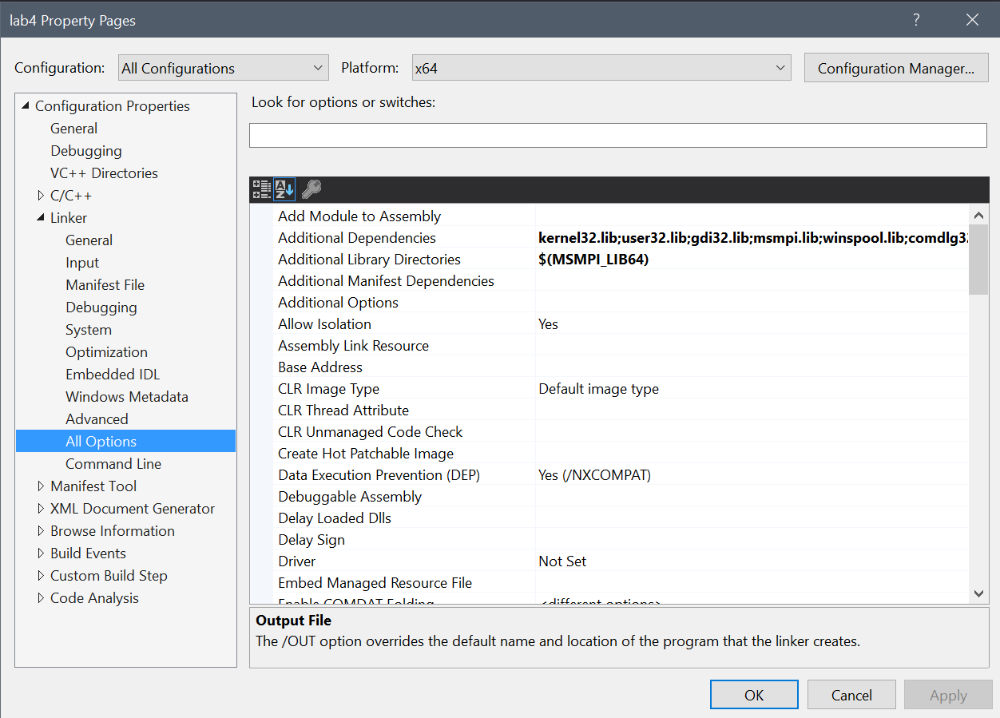 lab4 Property Pages
?
Configuration: All Configurations Platform: x64 Configuration Manager...
Configuration Properties
General
Debugging
VC++ Directories
C/C++
Linker
General
Input
Manifest File
Debugging
System
Optimization
Embedded IDL
Windows Metadata
Advanced
All Options
Command Line
Manifest Tool
XML Document Generator
Browse Information
Build Events
Custom Build Step
Code Analysis
Look for options or switches:
Add Module to Assembly
Additional Dependencies kernel32.lib;user32.lib;gdi32.lib;msmpi.lib;winspool.lib;comdlg32
Additional Library Directories $(MSMPI_LIB64)
Additional Manifest Dependencies
Additional Options
Allow Isolation Yes
Assembly Link Resource
Base Address
CLR Image Type Default image type
CLR Thread Attribute
CLR Unmanaged Code Check
Create Hot Patchable Image
Data Execution Prevention (DEP) Yes (/NXCOMPAT)
Debuggable Assembly
Delay Loaded Dlls
Delay Sign
Driver Not Set
Embed Managed Resource File
Enable COMDAT Folding <different options>
Output File
The /OUT option overrides the default name and location of the program that the linker creates.
OK Cancel Apply